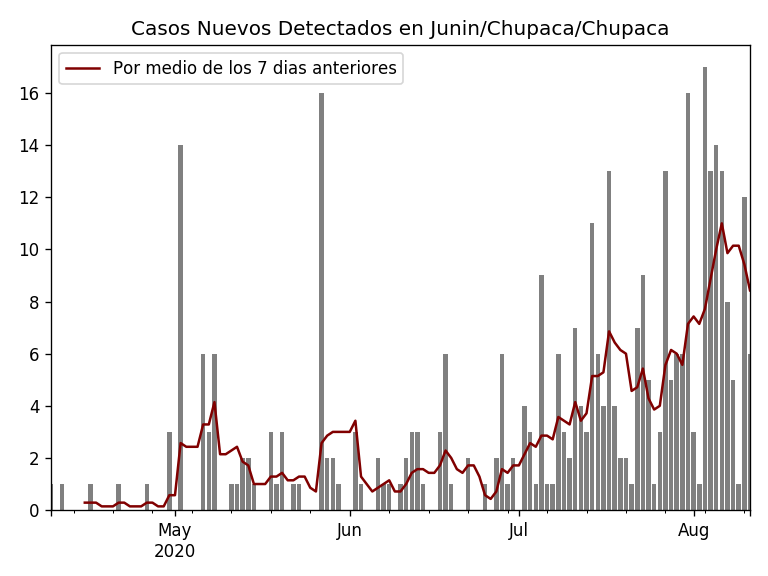 Casos Nuevos Detectados en Junin/Chupaca/Chupaca
Por medio de los 7 dias anteriores
16
14
12
10
8
6
4
2
0
May
2020
Jun
Jul
Aug